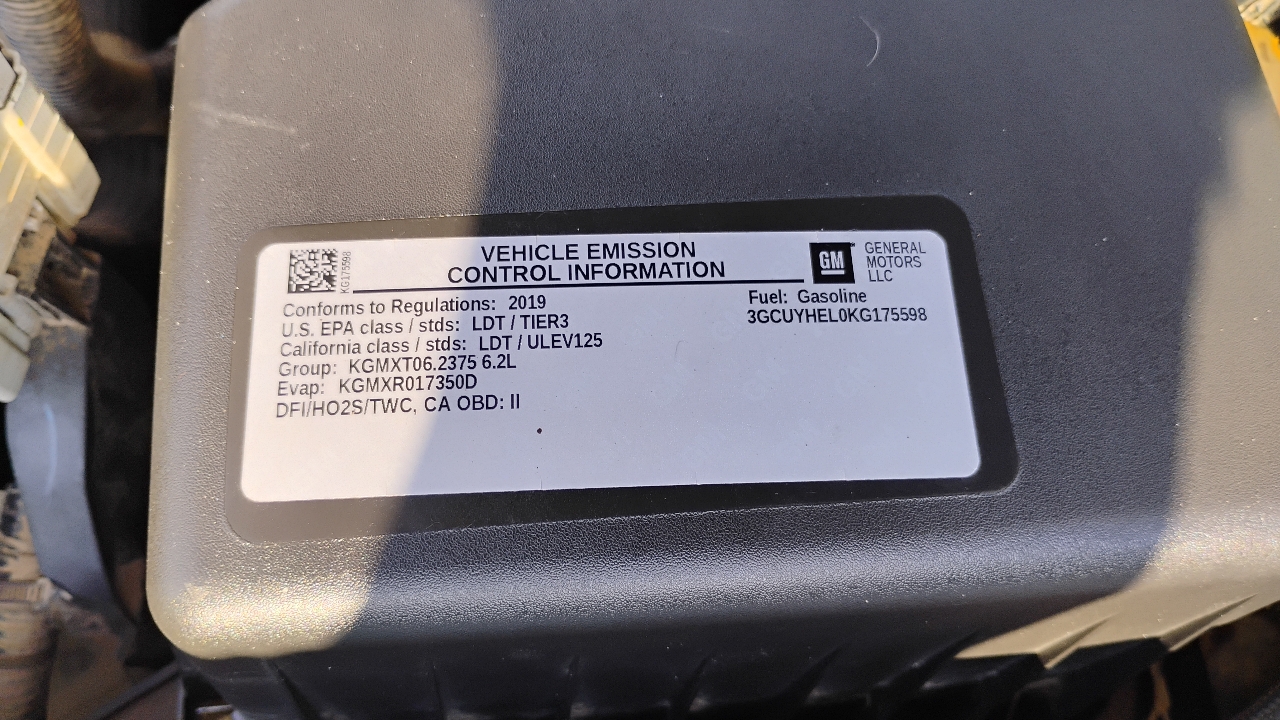 KG175598
VEHICLE EMISSION
CONTROL INFORMATION
GM
GENERAL
MOTORS
LLC
Conforms to Regulations: 2019
U.S. EPA class / stds: LDT / TIER3
California class / stds: LDT / ULEV125
Group: KGMXT06.2375 6.2L
Evap: KGMXR017350D
DFI/HO2S/TWC, CA OBD: II
Fuel: Gasoline
3GCUYHEL0KG175598